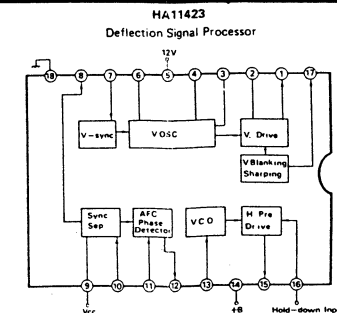 HA11423
Deflection Signal Processor
12V
18 8 7 6 5 4 3 2 1 17
V-sync
VOSC
V. Drive
V Blanking
Sharping
Sync
Sep
AFC
Phase
Detector
VCO
H Pre
Drive
9 10 11 12 13 14 15 16
Vcc
+B
Hold-down Inp